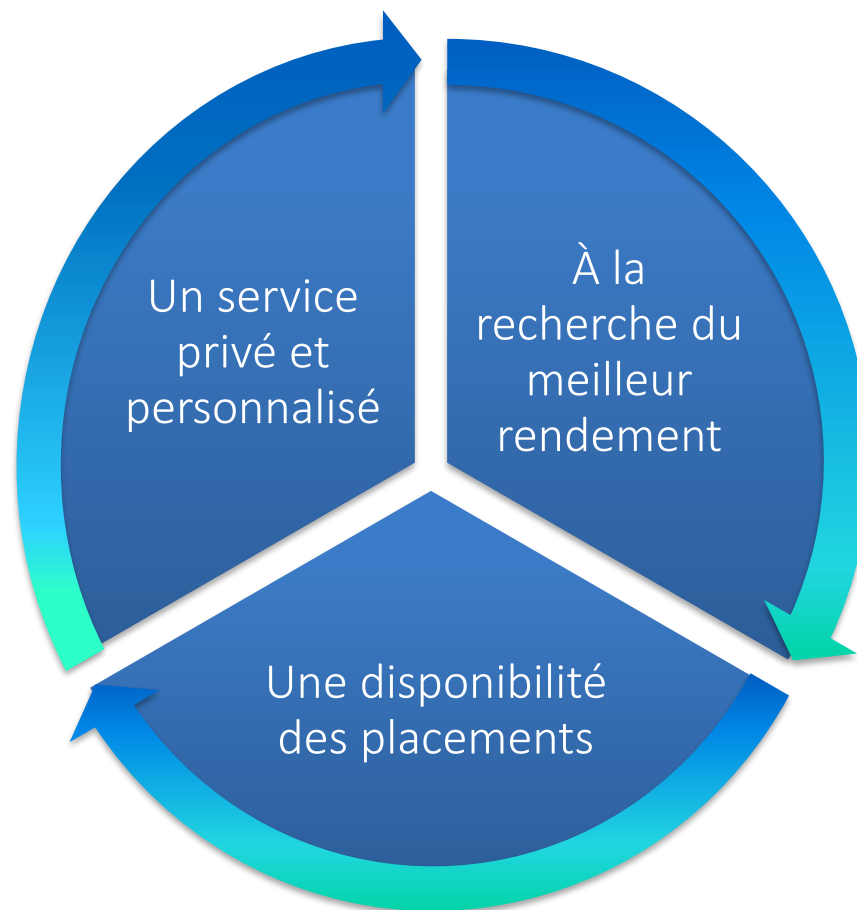 Un service
privé et
personnalisé
À la
recherche du
meilleur
rendement
Une disponibilité
des placements